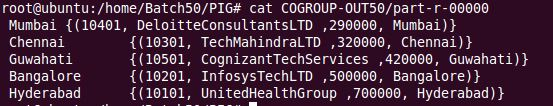 root@ubuntu:/home/Batch50/PIG# cat COGROUP-OUT50/part-r-00000
Mumbai {(10401, DeloitteConsultantsLTD ,290000, Mumbai)}
Chennai {(10301, TechMahindraLTD ,320000, Chennai)}
Guwahati {(10501, CognizantTechServices ,420000, Guwahati)}
Bangalore {(10201, InfosysTechLTD ,500000, Bangalore)}
Hyderabad {(10101, UnitedHealthGroup ,700000, Hyderabad)}